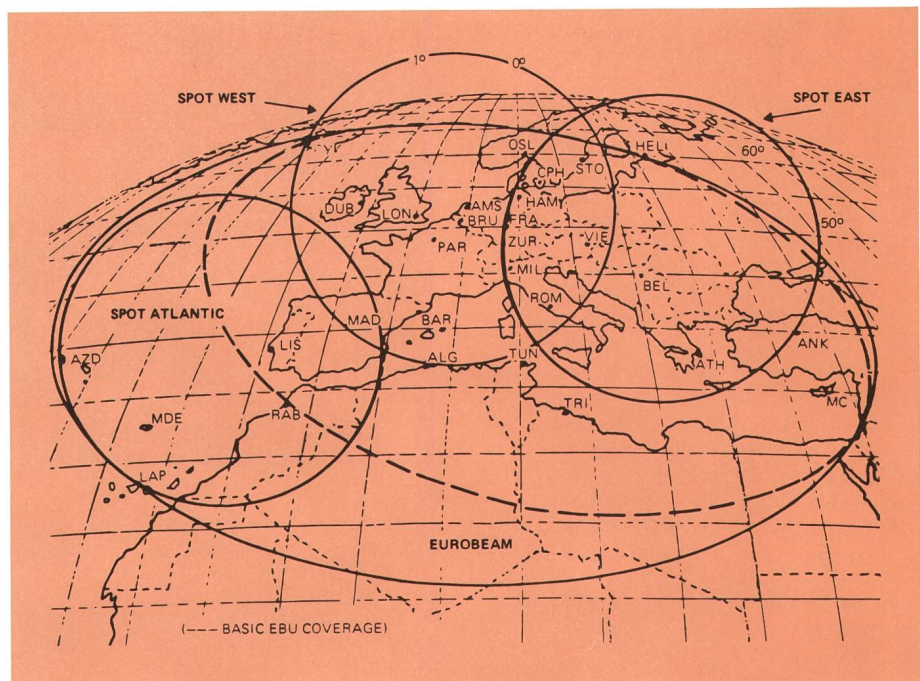 1° 0°
SPOT WEST
SPOT EAST
OSL
HELI
60°
CPH
STO
DUB
LON
AMS
HAM
BRU
FRA
50°
PAR
ZUR
VIE
MIL
BEL
ROM
SPOT ATLANTIC
MAD
BAR
LIS
ANK
AZD
ALG
TUN
ATH
MDE
RAB
TRI
MC
LAP
EUROBEAM
(---- BASIC EBU COVERAGE)